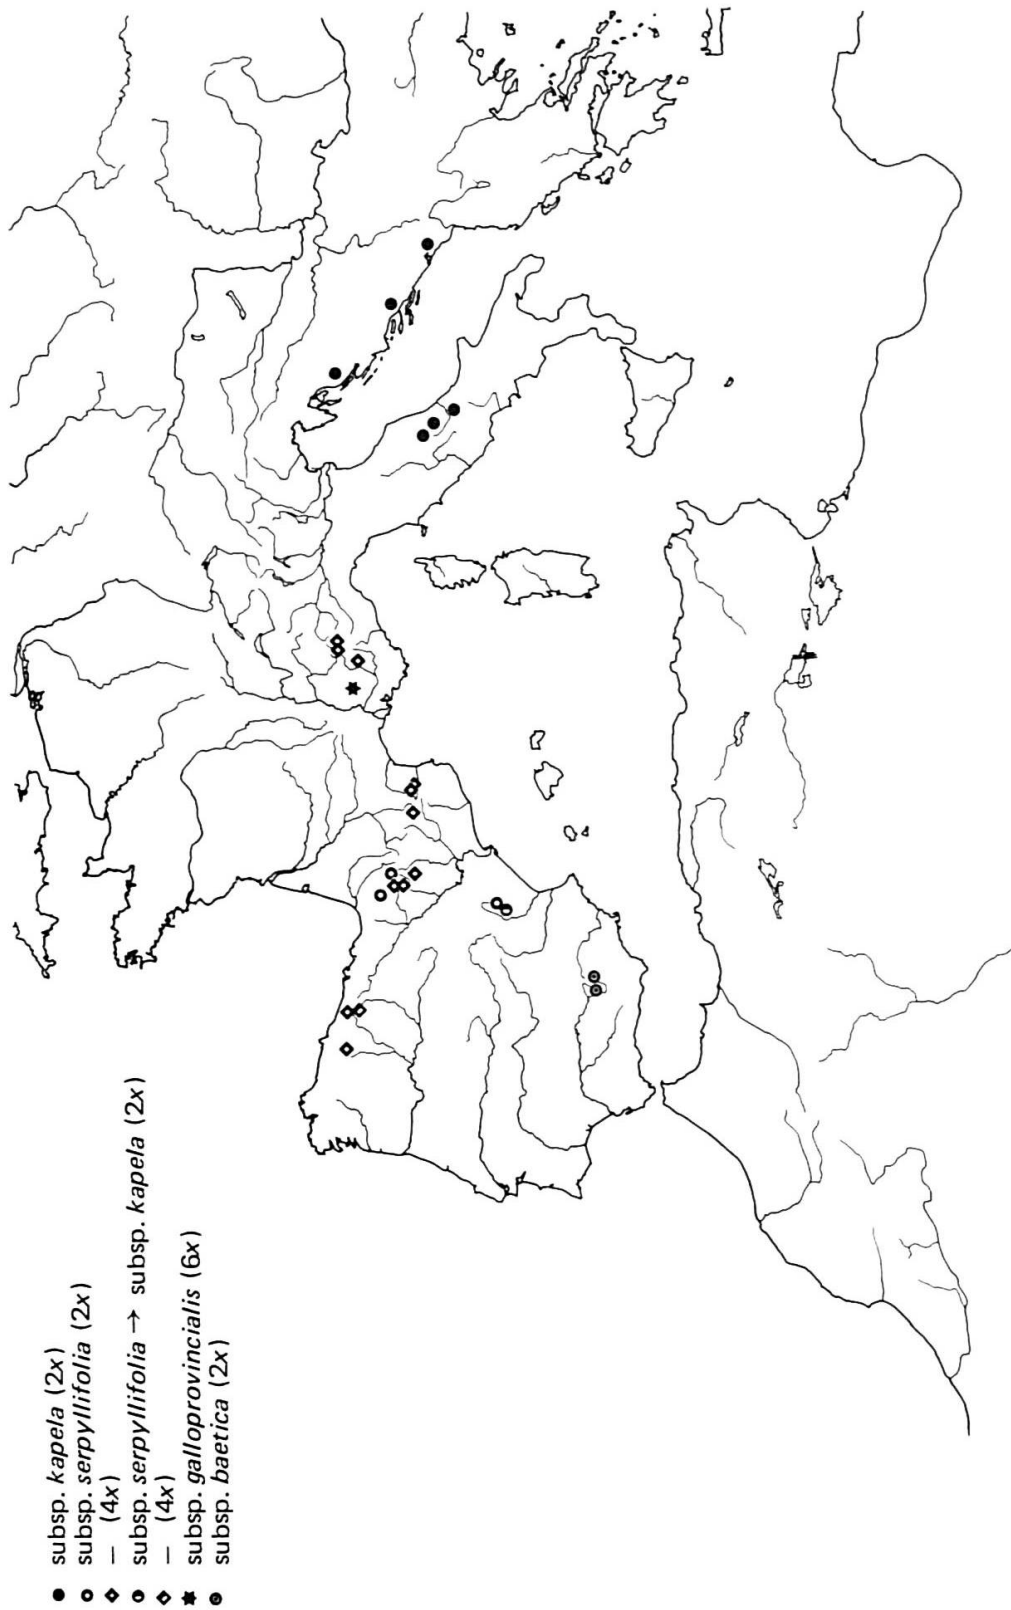 subsp. kapela (2x)
subsp. serpyllifolia (2x)
— (4x)
subsp. serpyllifolia → subsp. kapela (2x)
— (4x)
subsp. galloprovincialis (6x)
subsp. baetica (2x)